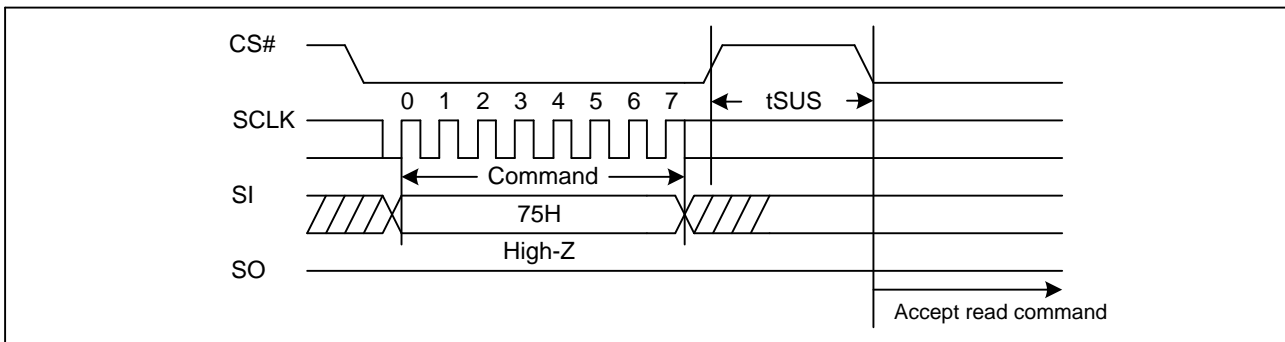 CS#
0 1 2 3 4 5 6 7
tSUS
SCLK
Command
SI
75H
High-Z
SO
Accept read command